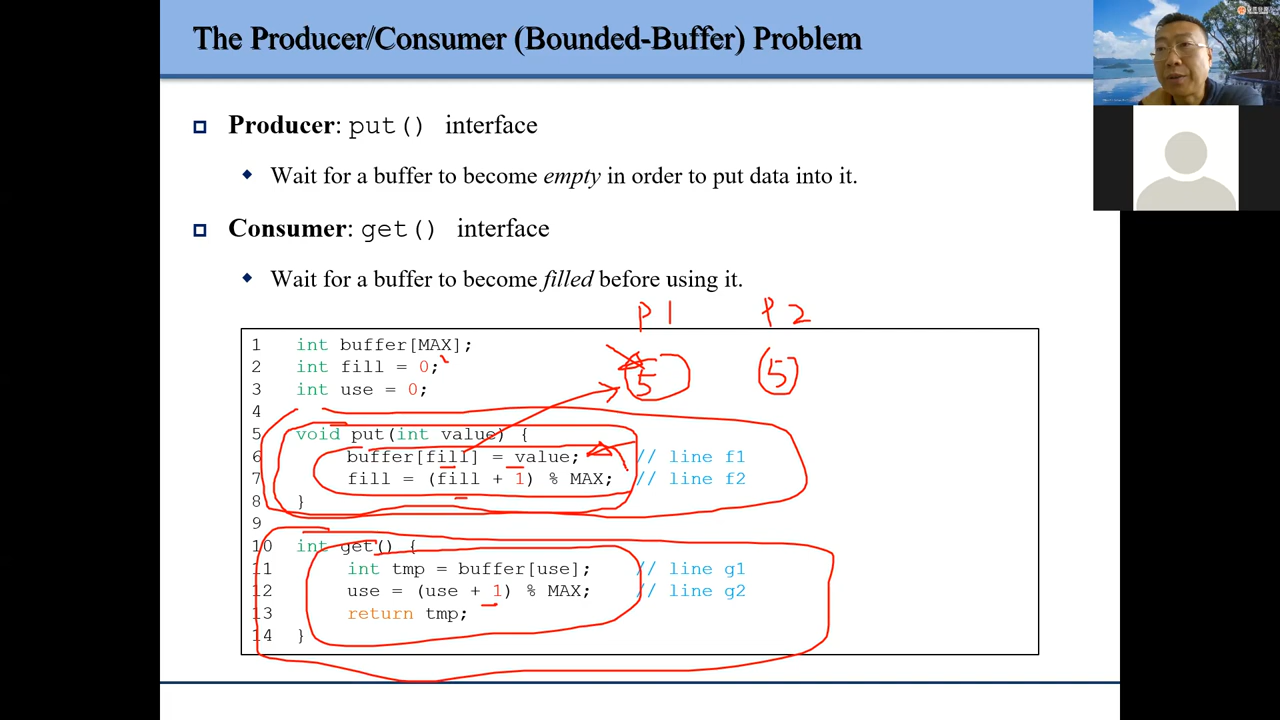 The Producer/Consumer (Bounded-Buffer) Problem
Producer: put() interface
Wait for a buffer to become empty in order to put data into it.
Consumer: get() interface
Wait for a buffer to become filled before using it.
P1 P2
5 5
1 int buffer[MAX];
2 int fill = 0;
3 int use = 0;
4
5 void put(int value) {
6 buffer[fill] = value; // line f1
7 fill = (fill + 1) % MAX; // line f2
8 }
9
10 int get() {
11 int tmp = buffer[use]; // line g1
12 use = (use + 1) % MAX; // line g2
13 return tmp;
14 }